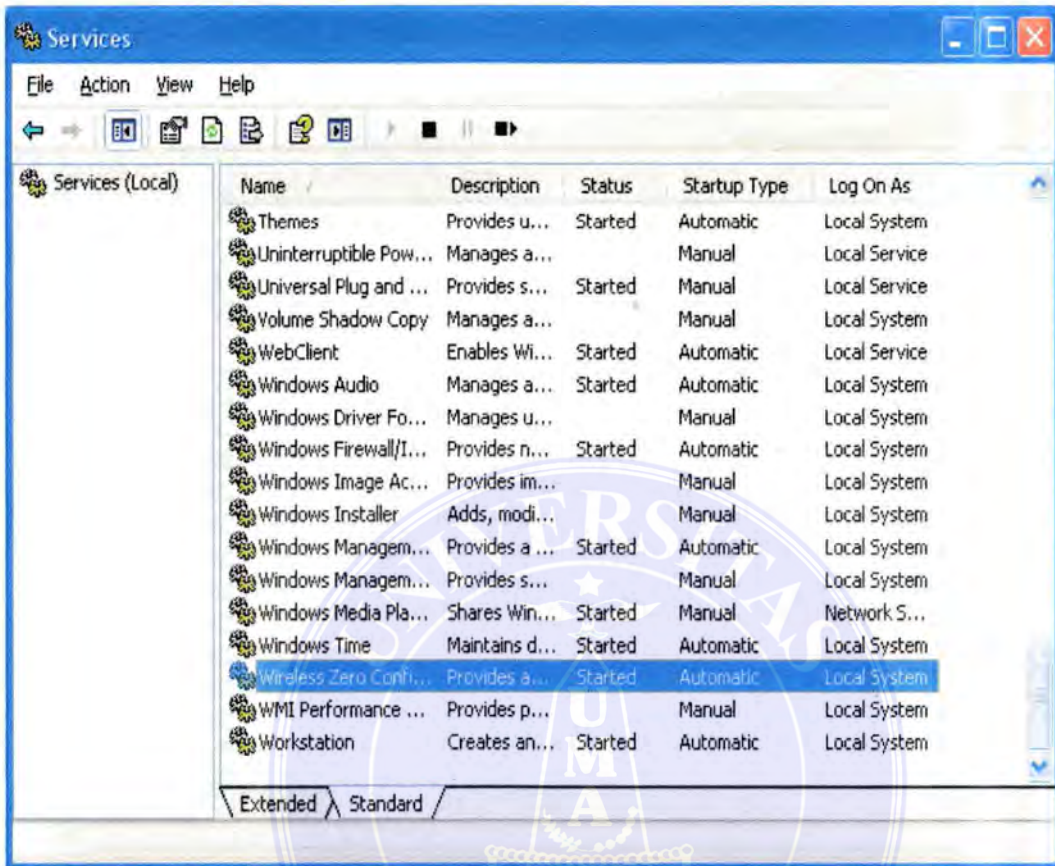 Services
File Action View Help
Services (Local)
Name Description Status Startup Type Log On As
Themes Provides u... Started Automatic Local System
Uninterruptible Pow... Manages a... Manual Local Service
Universal Plug and ... Provides s... Started Manual Local Service
Volume Shadow Copy Manages a... Manual Local System
WebClient Enables Wi... Started Automatic Local Service
Windows Audio Manages a... Started Automatic Local System
Windows Driver Fo... Manages u... Manual Local System
Windows Firewall/I... Provides n... Started Automatic Local System
Windows Image Ac... Provides im... Manual Local System
Windows Installer Adds, modi... Manual Local System
Windows Managem... Provides a ... Started Automatic Local System
Windows Managem... Provides s... Manual Local System
Windows Media Pla... Shares Win... Started Manual Network S...
Windows Time Maintains d... Started Automatic Local System
Wireless Zero Confi... Provides a... Started Automatic Local System
WMI Performance ... Provides p... Manual Local System
Workstation Creates an... Started Automatic Local System
Extended Standard
UNIVERSITAS
UMA